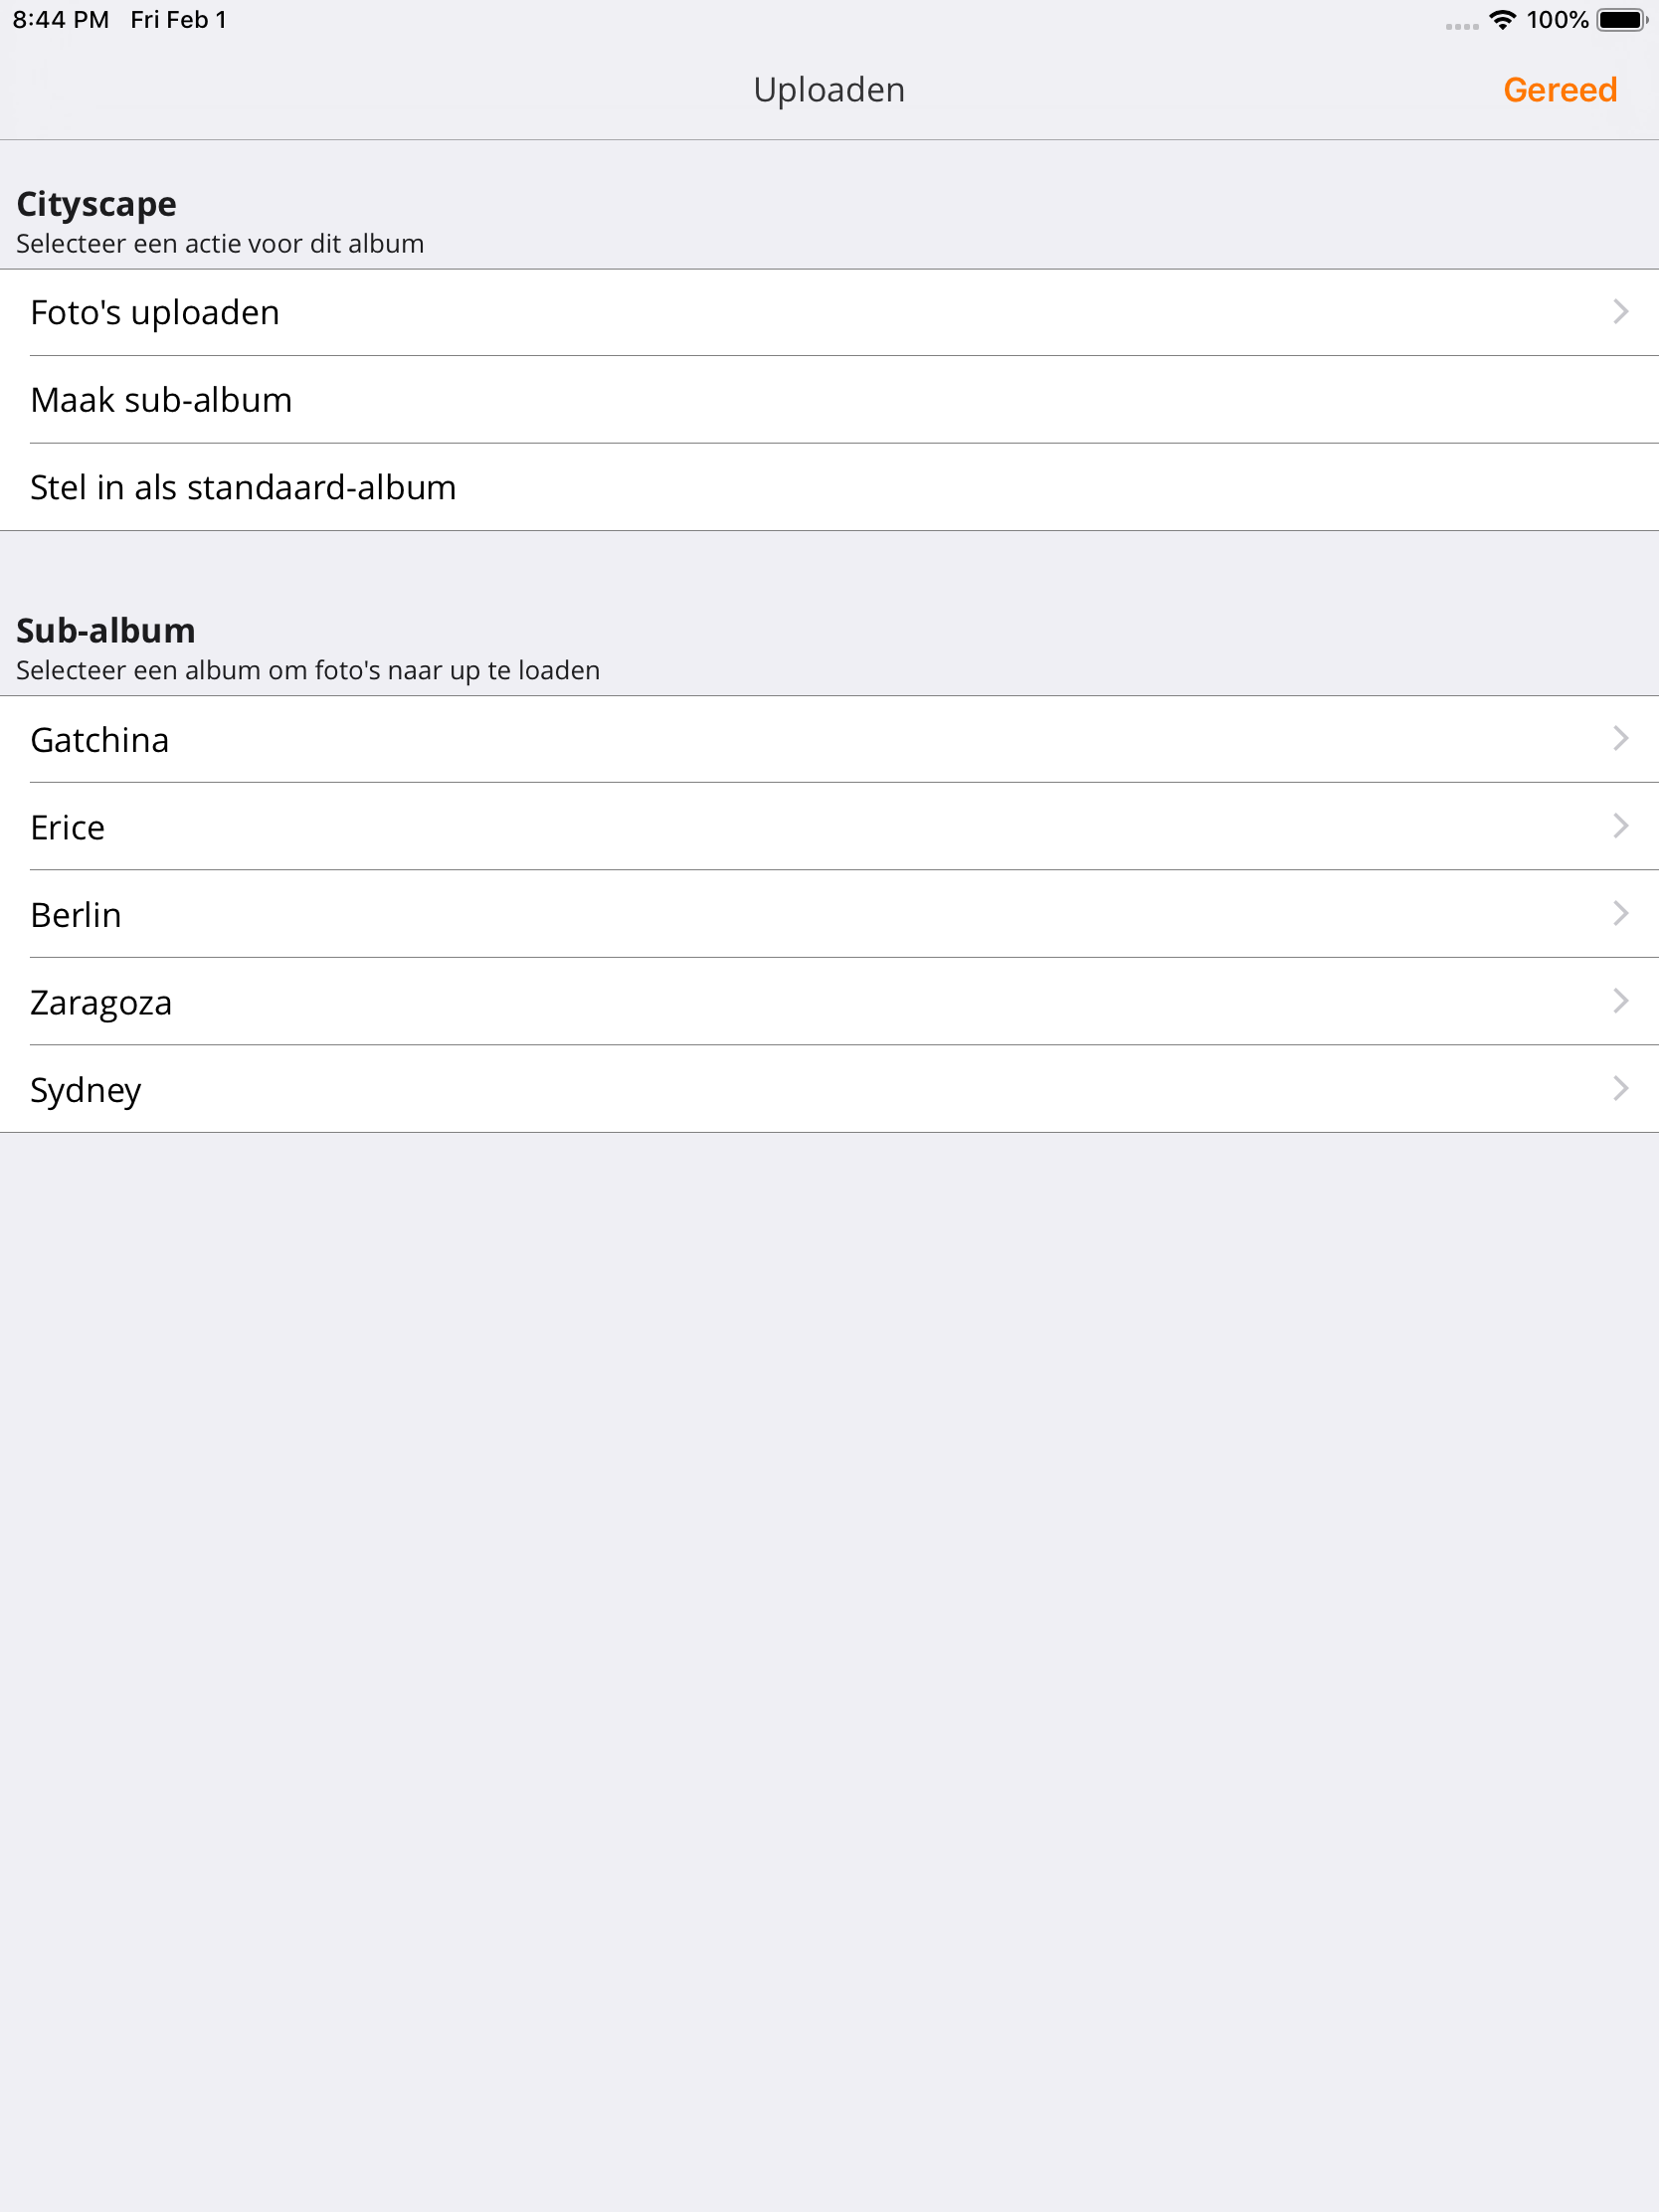 8:44 PM Fri Feb 1 100%
Uploaden Gereed
Cityscape
Selecteer een actie voor dit album
Foto's uploaden
Maak sub-album
Stel in als standaard-album
Sub-album
Selecteer een album om foto's naar up te loaden
Gatchina
Erice
Berlin
Zaragoza
Sydney